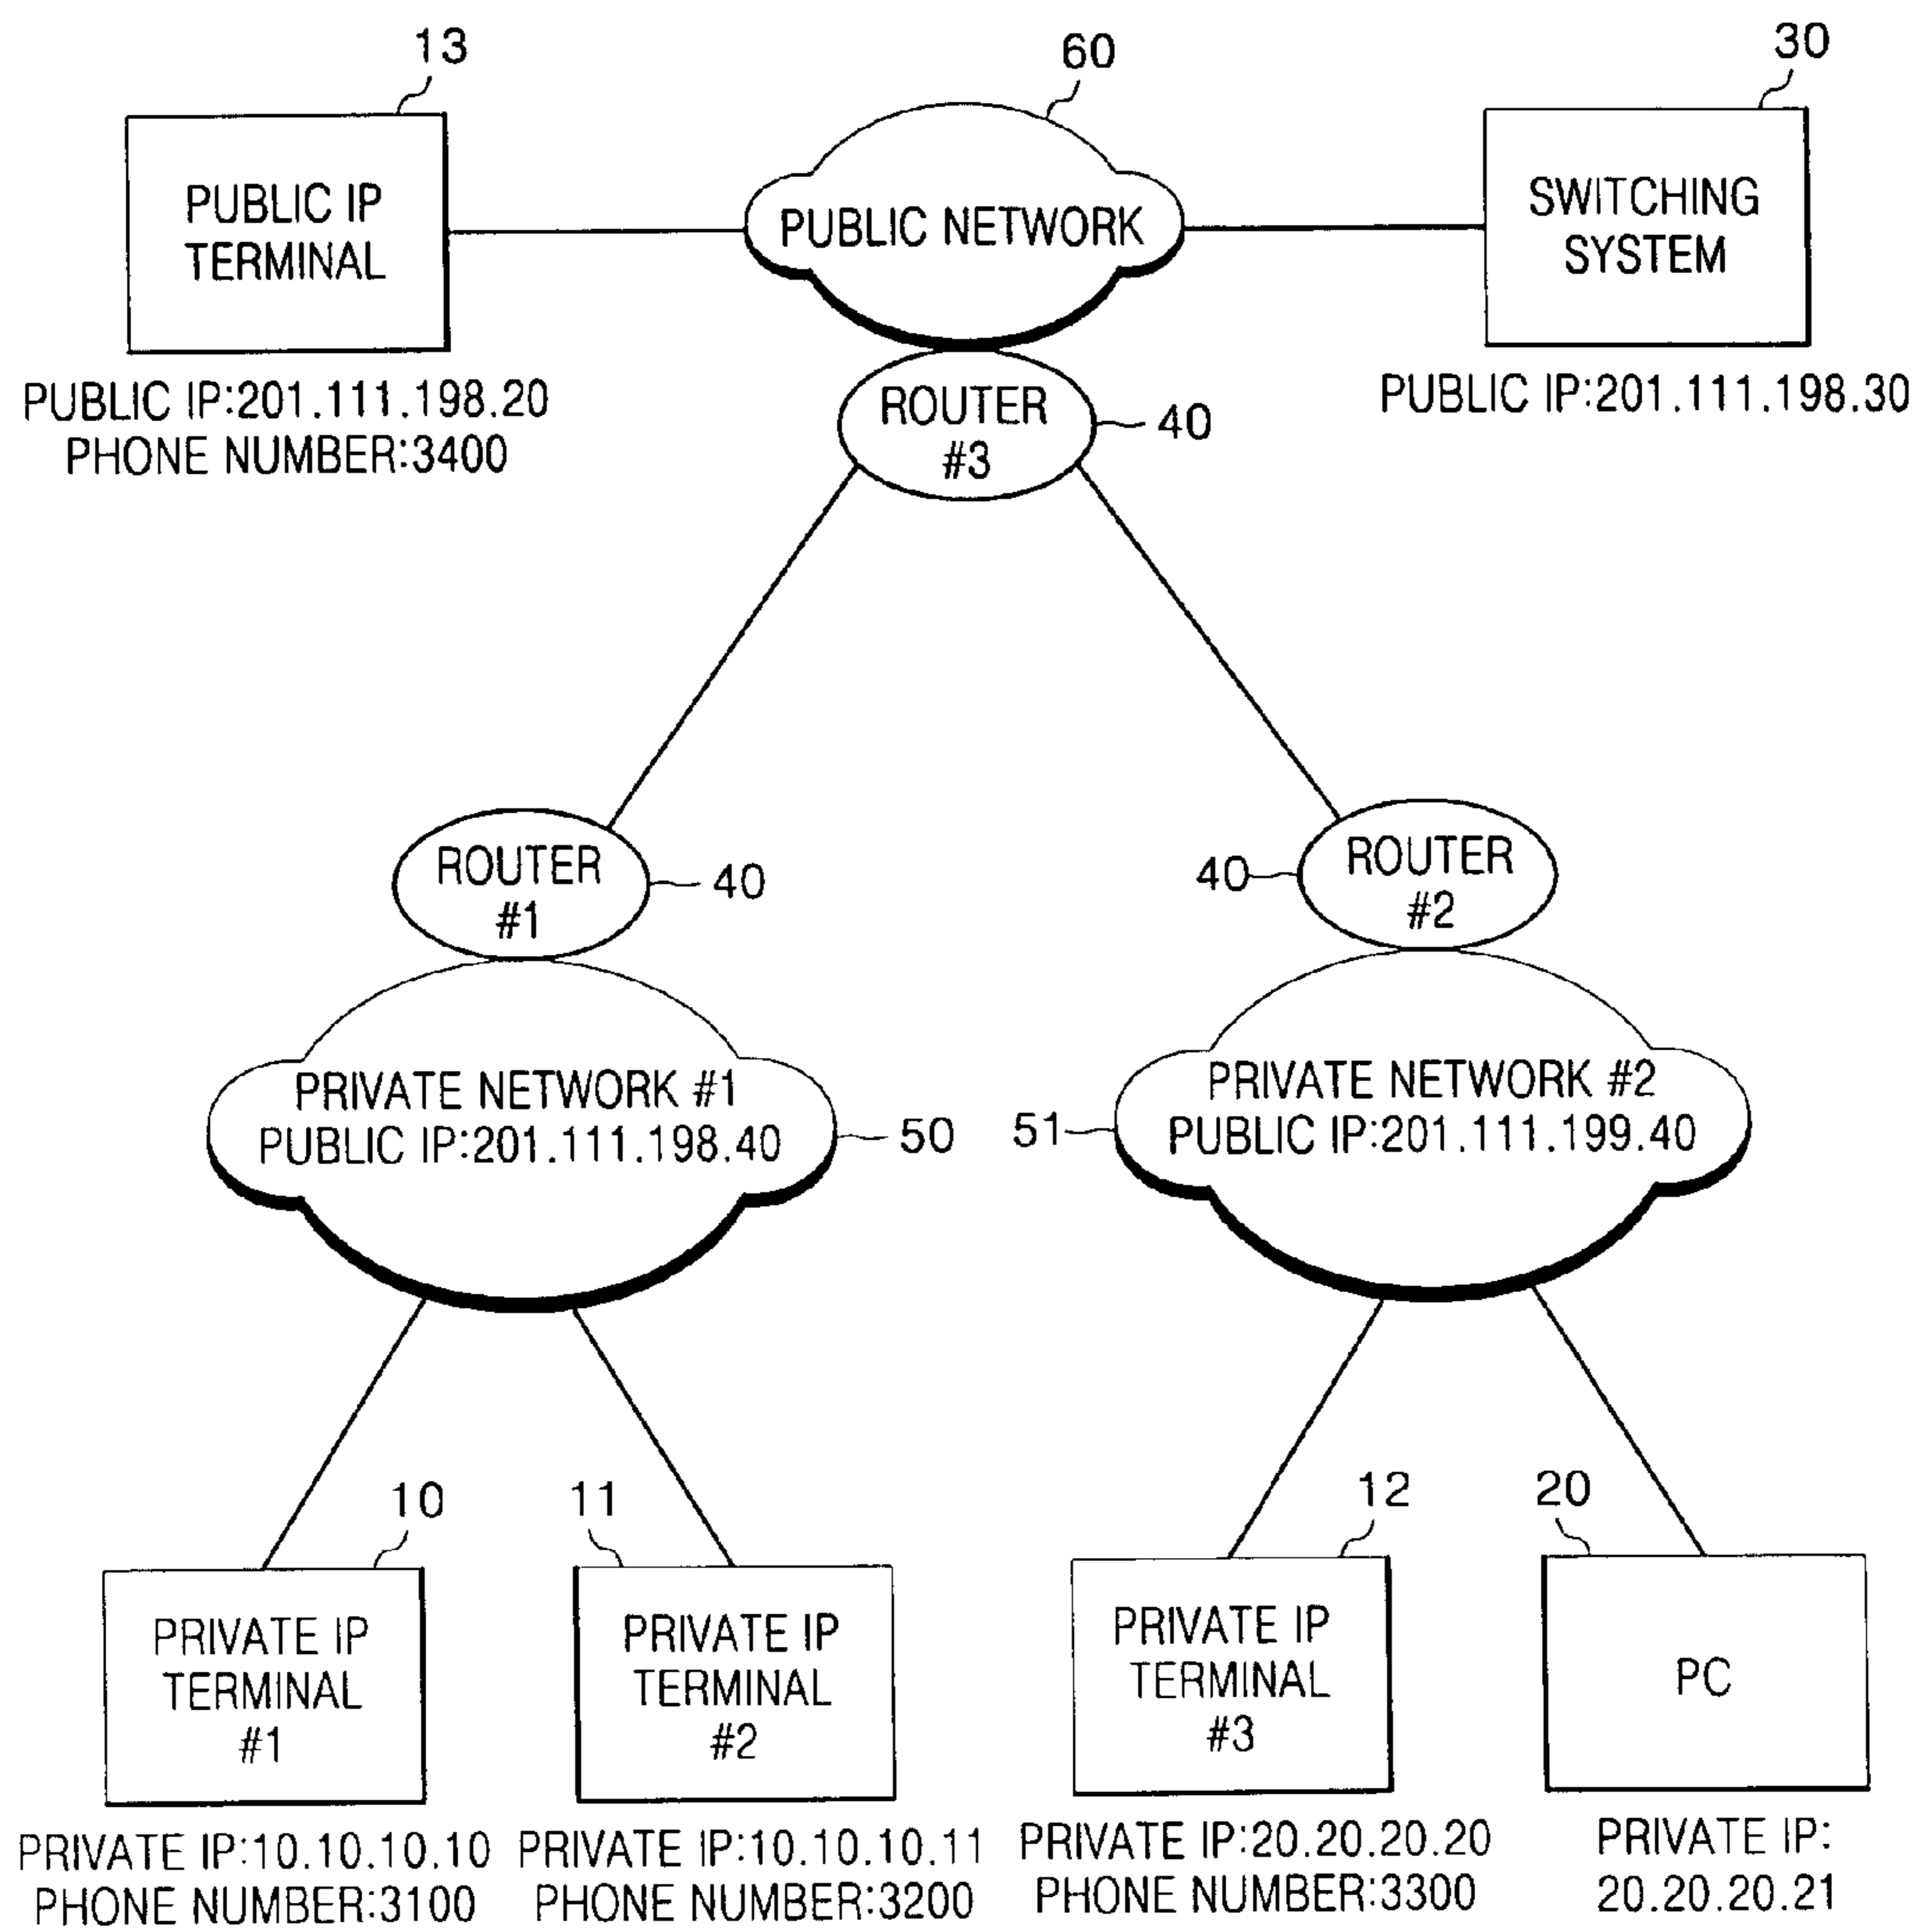 13
60
30
PUBLIC IP
TERMINAL
PUBLIC NETWORK
SWITCHING
SYSTEM
PUBLIC IP:201.111.198.20
PHONE NUMBER:3400
ROUTER
#3
40
PUBLIC IP:201.111.198.30
ROUTER
#1
40
40
ROUTER
#2
PRIVATE NETWORK #1
PUBLIC IP:201.111.198.40
50
51
PRIVATE NETWORK #2
PUBLIC IP:201.111.199.40
10
11
12
20
PRIVATE IP
TERMINAL
#1
PRIVATE IP
TERMINAL
#2
PRIVATE IP
TERMINAL
#3
PC
PRIVATE IP:10.10.10.10
PHONE NUMBER:3100
PRIVATE IP:10.10.10.11
PHONE NUMBER:3200
PRIVATE IP:20.20.20.20
PHONE NUMBER:3300
PRIVATE IP:
20.20.20.21